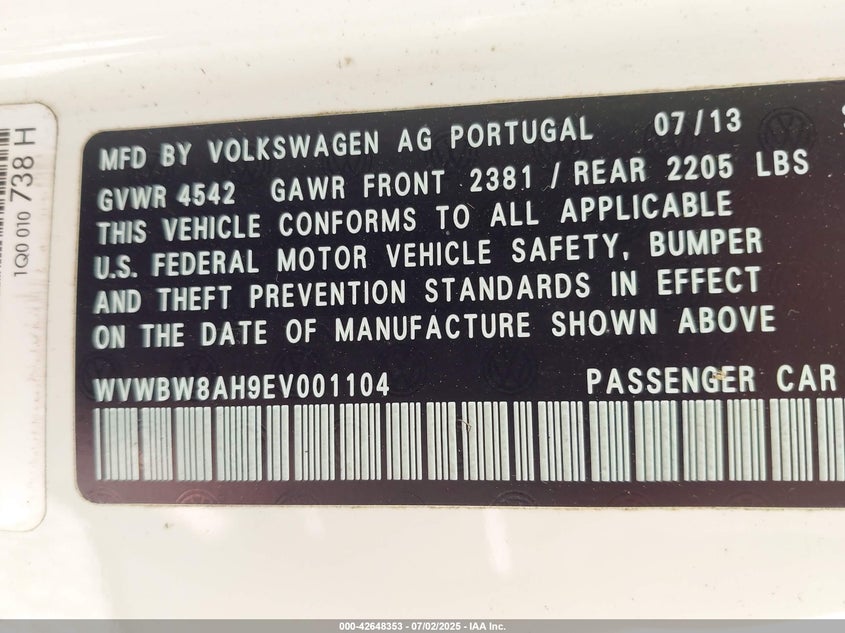 MFD BY VOLKSWAGEN AG PORTUGAL 07/13
GVWR 4542 GAWR FRONT 2381 / REAR 2205 LBS
THIS VEHICLE CONFORMS TO ALL APPLICABLE
U.S. FEDERAL MOTOR VEHICLE SAFETY, BUMPER
AND THEFT PREVENTION STANDARDS IN EFFECT
ON THE DATE OF MANUFACTURE SHOWN ABOVE
WVWBW8AH9EV001104 PASSENGER CAR
1Q0 010 738 H
000-42648353 - 07/02/2025 - IAA Inc.